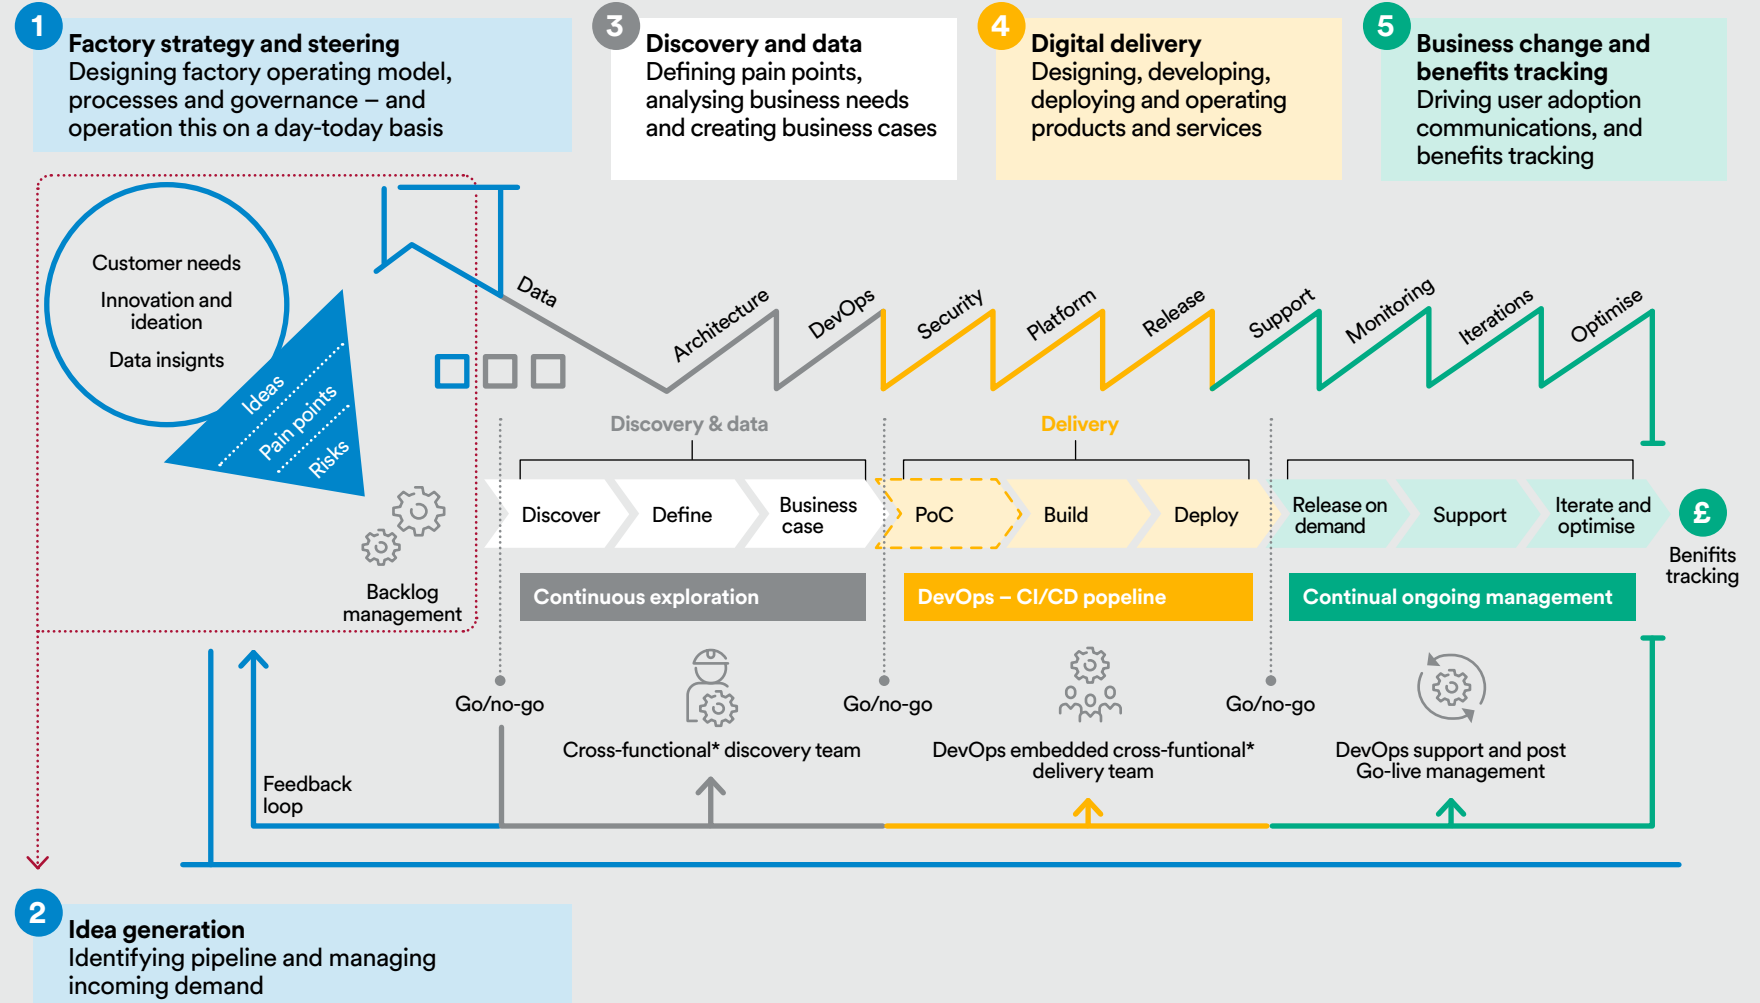 1
Factory strategy and steering
Designing factory operating model,
processes and governance – and
operation this on a day-today basis
3
Discovery and data
Defining pain points,
analysing business needs
and creating business cases
4
Digital delivery
Designing, developing,
deploying and operating
products and services
5
Business change and
benefits tracking
Driving user adoption
communications, and
benefits tracking
Customer needs
Innovation and
ideation
Data insignts
Ideas
Pain points
Risks
Backlog
management
Data
Architecture
DevOps
Security
Platform
Release
Support
Monitoring
Iterations
Optimise
Discovery & data
Delivery
Discover
Define
Business
case
PoC
Build
Deploy
Release on
demand
Support
Iterate and
optimise
£
Benifits
tracking
Continuous exploration
DevOps – CI/CD popeline
Continual ongoing management
Go/no-go
Go/no-go
Go/no-go
Cross-functional* discovery team
DevOps embedded cross-funtional*
delivery team
DevOps support and post
Go-live management
Feedback
loop
2
Idea generation
Identifying pipeline and managing
incoming demand